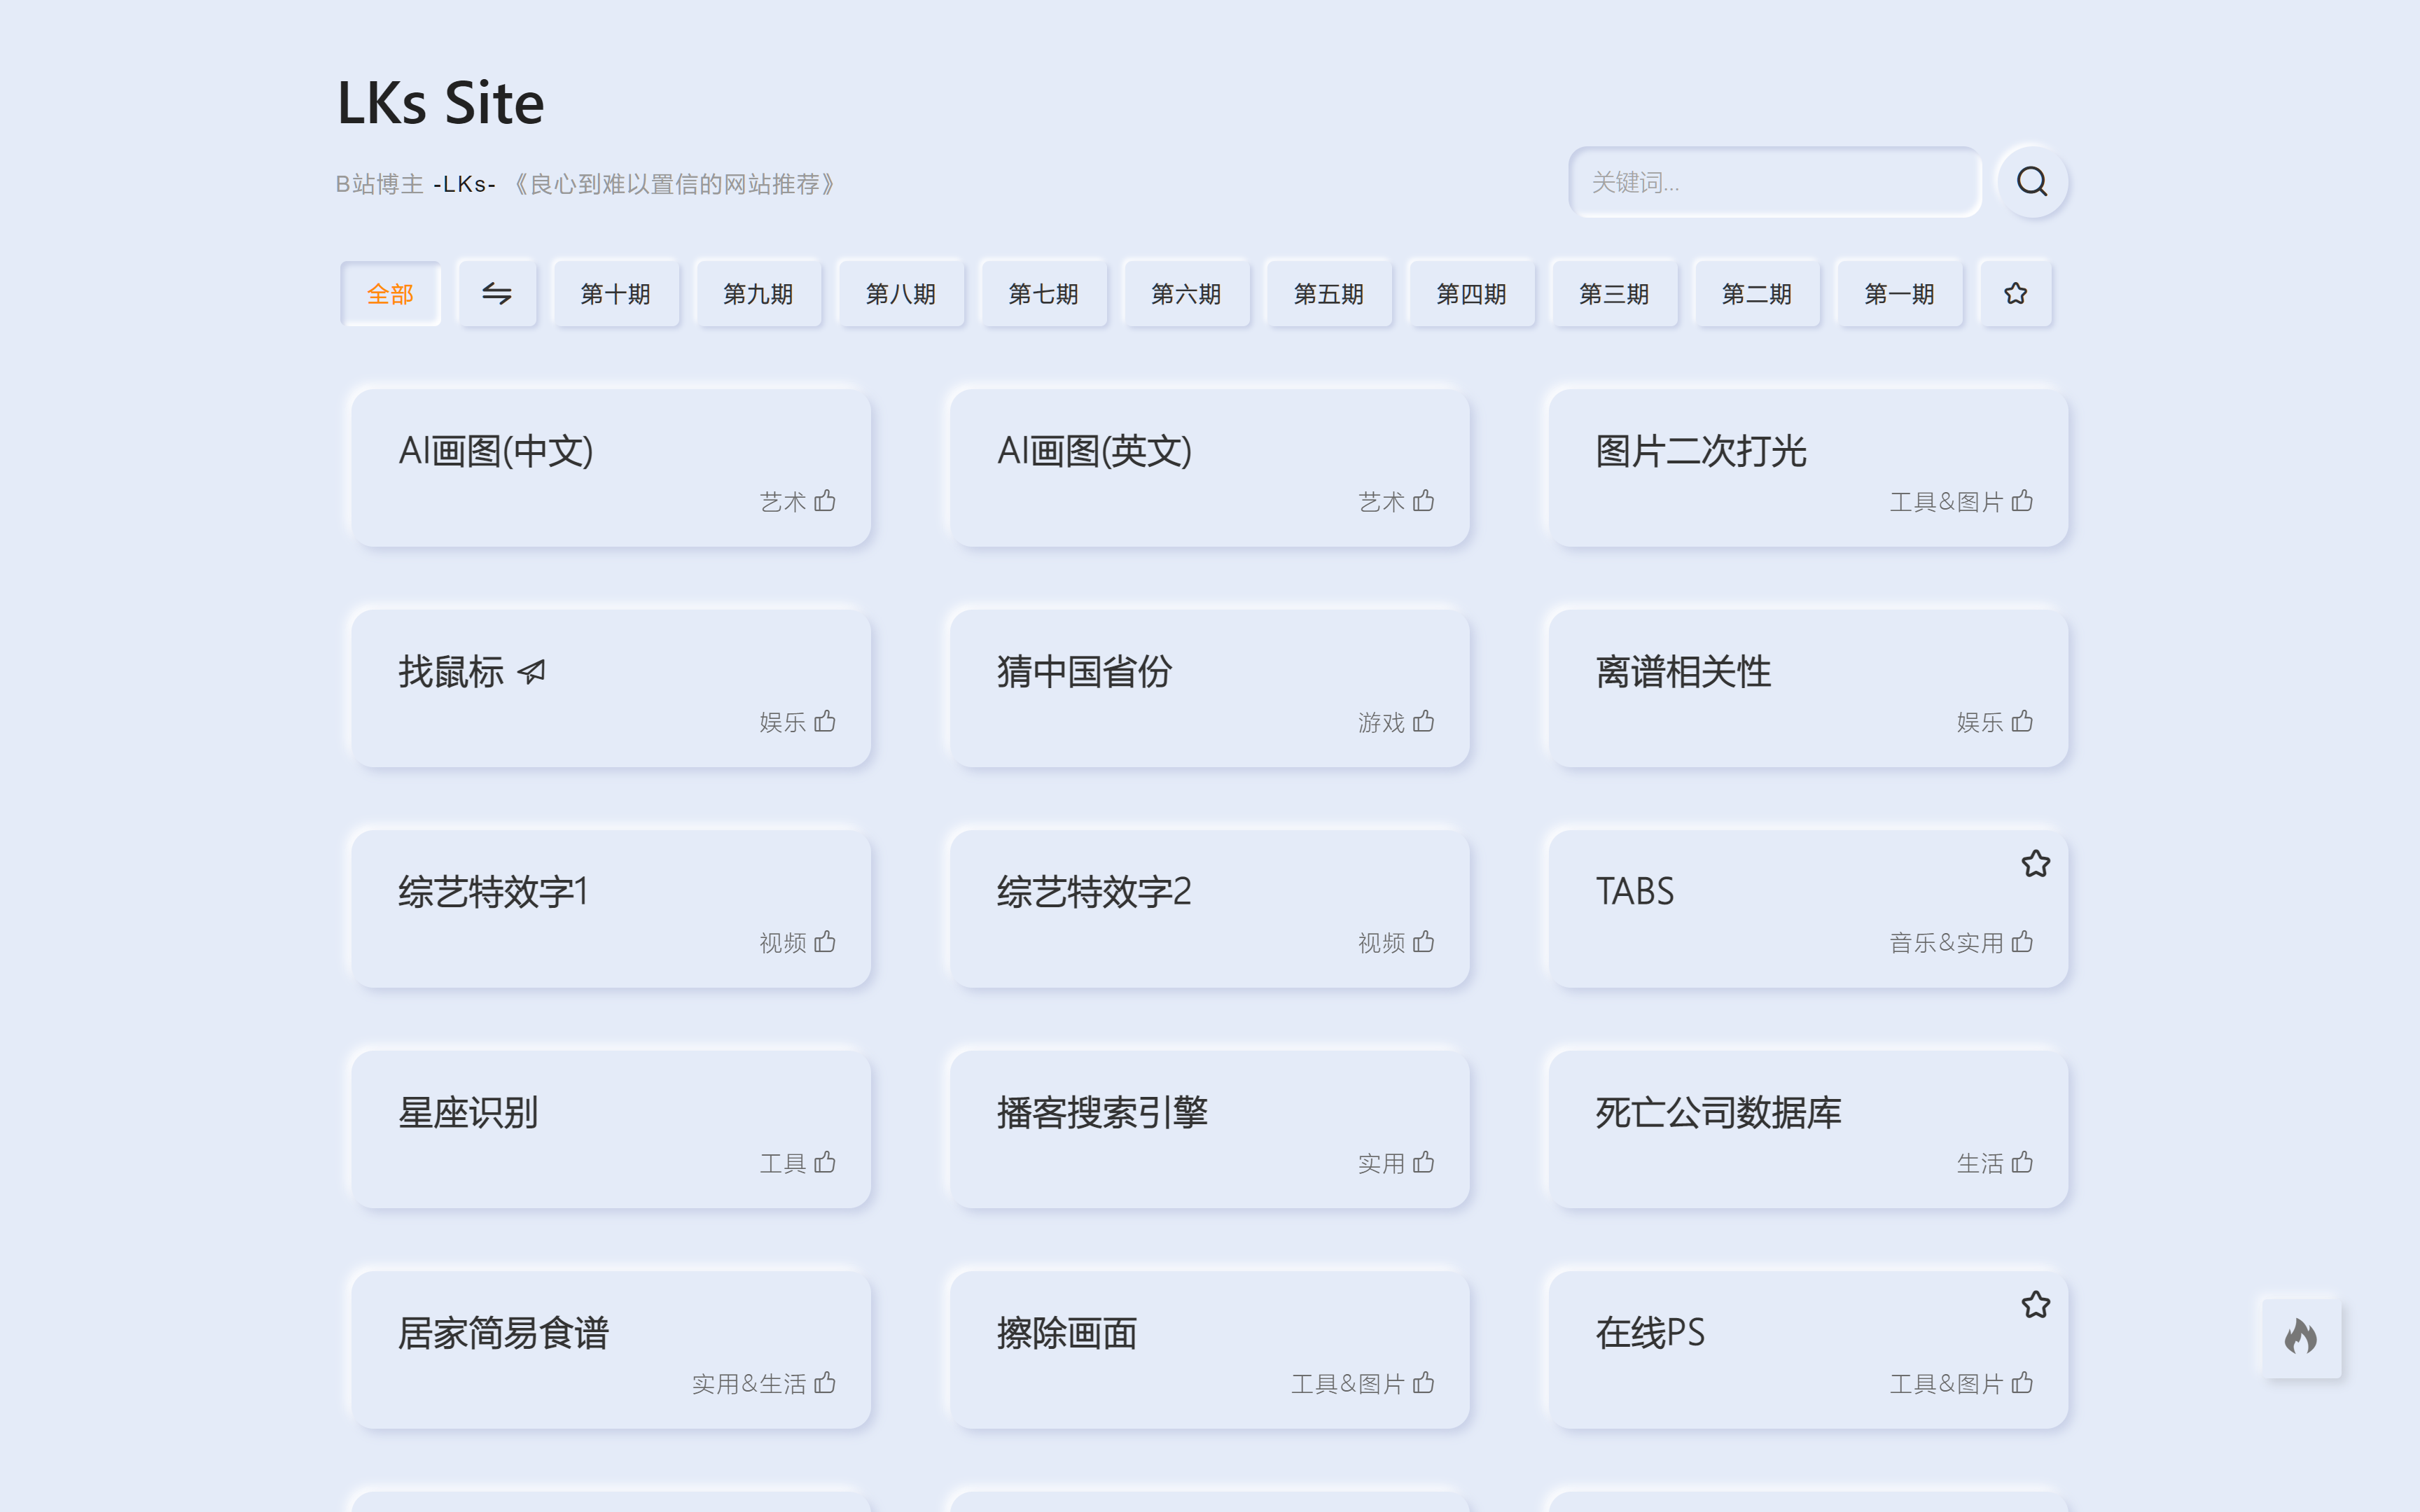 LKs Site
B站博主 -LKs- 《良心到难以置信的网站推荐》
关键词...
全部 第十期 第九期 第八期 第七期 第六期 第五期 第四期 第三期 第二期 第一期
AI画图(中文)
艺术
AI画图(英文)
艺术
图片二次打光
工具&图片
找鼠标
娱乐
猜中国省份
游戏
离谱相关性
娱乐
综艺特效字1
视频
综艺特效字2
视频
TABS
音乐&实用
星座识别
工具
播客搜索引擎
实用
死亡公司数据库
生活
居家简易食谱
实用&生活
擦除画面
工具&图片
在线PS
工具&图片